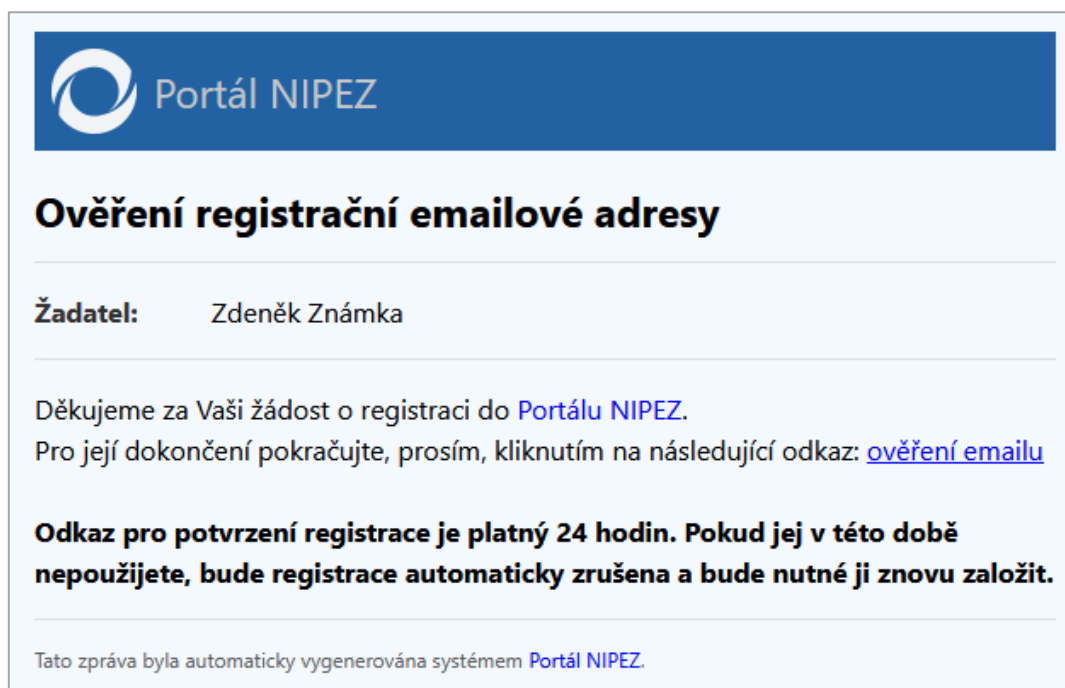 Portál NIPEZ
Ověření registrační emailové adresy
Žadatel: Zdeněk Známka
Děkujeme za Vaši žádost o registraci do Portálu NIPEZ.
Pro její dokončení pokračujte, prosím, kliknutím na následující odkaz: ověření emailu
Odkaz pro potvrzení registrace je platný 24 hodin. Pokud jej v této době
nepoužijete, bude registrace automaticky zrušena a bude nutné ji znovu založit.
Tato zpráva byla automaticky vygenerována systémem Portál NIPEZ.